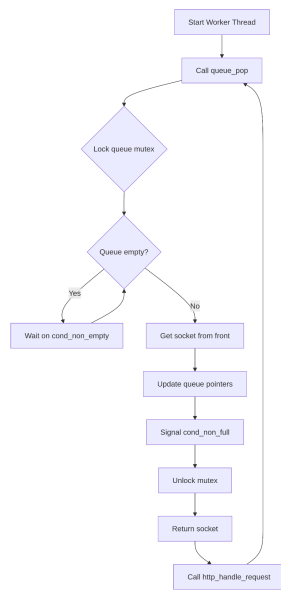 Start Worker Thread
Call queue_pop
Lock queue mutex
Queue empty?
Yes
No
Wait on cond_non_empty
Get socket from front
Update queue pointers
Signal cond_non_full
Unlock mutex
Return socket
Call http_handle_request